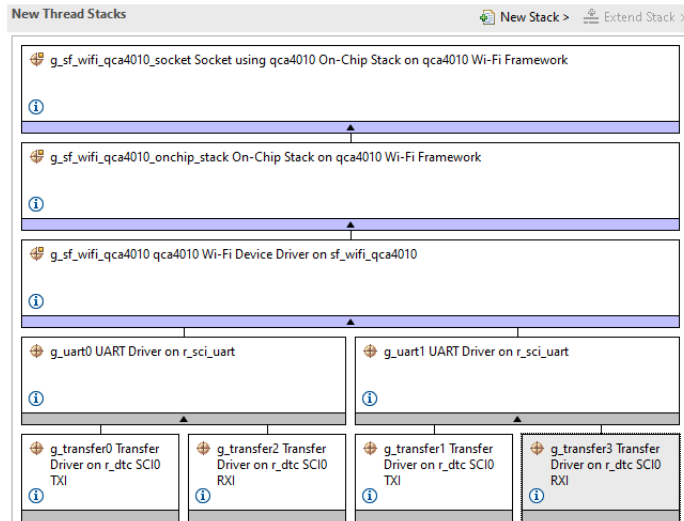 New Thread Stacks
New Stack >
Extend Stack >
g_sf_wifi_qca4010_socket Socket using qca4010 On-Chip Stack on qca4010 Wi-Fi Framework
g_sf_wifi_qca4010_onchip_stack On-Chip Stack on qca4010 Wi-Fi Framework
g_sf_wifi_qca4010 qca4010 Wi-Fi Device Driver on sf_wifi_qca4010
g_uart0 UART Driver on r_sci_uart
g_uart1 UART Driver on r_sci_uart
g_transfer0 Transfer
Driver on r_dtc SCI0
TXI
g_transfer2 Transfer
Driver on r_dtc SCI0
RXI
g_transfer1 Transfer
Driver on r_dtc SCI0
TXI
g_transfer3 Transfer
Driver on r_dtc SCI0
RXI